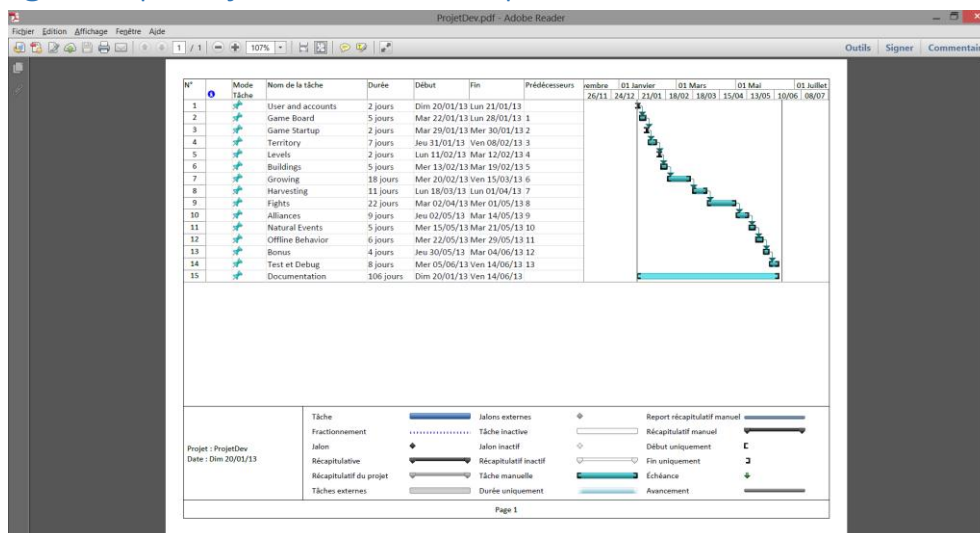 ProjetDev.pdf - Adobe Reader
Fichier Edition Affichage Fenêtre Aide
1 / 1 107% Outils Signer Commentai
N° Mode Tâche Nom de la tâche Durée Début Fin Prédécesseurs embre 01 Janvier 01 Mars 01 Mai 01 Juillet
26/11 24/12 21/01 18/02 18/03 15/04 13/05 10/06 08/07
1 User and accounts 2 jours Dim 20/01/13 Lun 21/01/13
2 Game Board 5 jours Mar 22/01/13 Lun 28/01/13 1
3 Game Startup 2 jours Mar 29/01/13 Mer 30/01/13 2
4 Territory 7 jours Jeu 31/01/13 Ven 08/02/13 3
5 Levels 2 jours Lun 11/02/13 Mar 12/02/13 4
6 Buildings 5 jours Mer 13/02/13 Mar 19/02/13 5
7 Growing 18 jours Mer 20/02/13 Ven 15/03/13 6
8 Harvesting 11 jours Lun 18/03/13 Lun 01/04/13 7
9 Fights 22 jours Mar 02/04/13 Mer 01/05/13 8
10 Alliances 9 jours Jeu 02/05/13 Mar 14/05/13 9
11 Natural Events 5 jours Mer 15/05/13 Mar 21/05/13 10
12 Offline Behavior 6 jours Mer 22/05/13 Mer 29/05/13 11
13 Bonus 4 jours Jeu 30/05/13 Mar 04/06/13 12
14 Test et Debug 8 jours Mer 05/06/13 Ven 14/06/13 13
15 Documentation 106 jours Dim 20/01/13 Ven 14/06/13
Projet : ProjetDev
Date : Dim 20/01/13
Tâche Jalons externes Report récapitulatif manuel
Fractionnement Tâche inactive Récapitulatif manuel
Jalon Jalon inactif Début uniquement
Récapitulative Récapitulatif inactif Fin uniquement
Récapitulatif du projet Tâche manuelle Échéance
Tâches externes Durée uniquement Avancement
Page 1